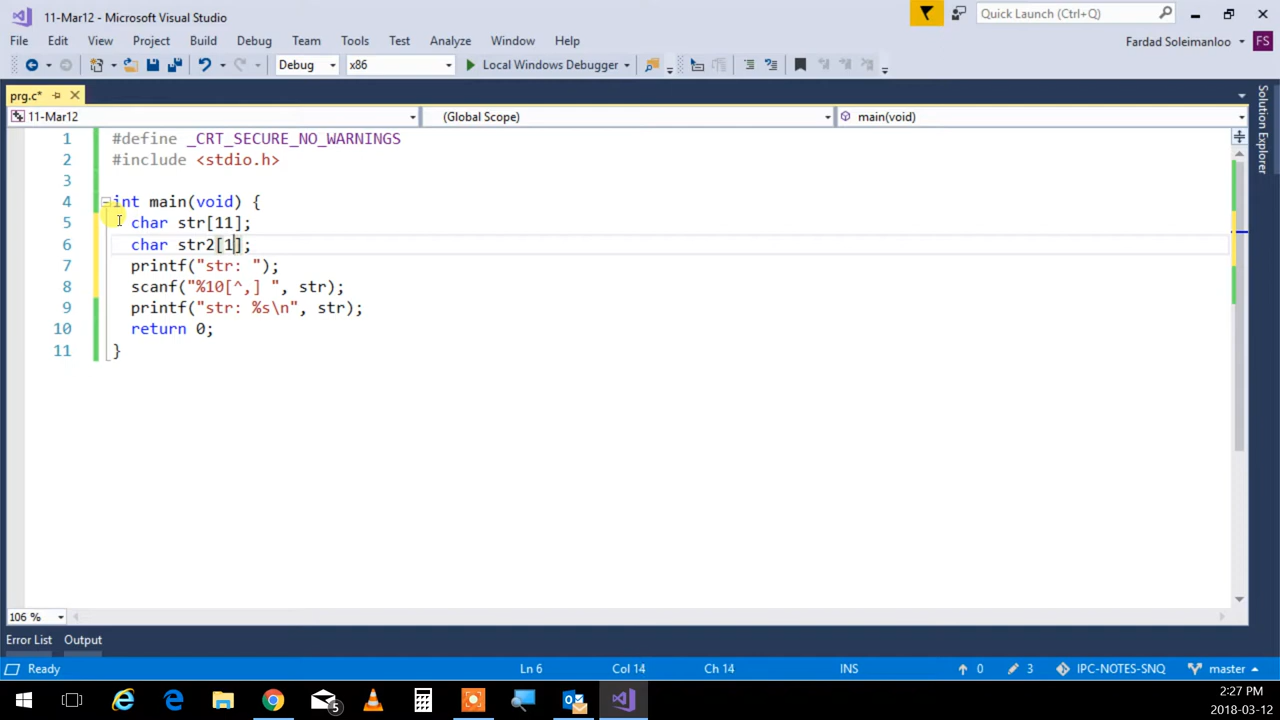 11-Mar12 - Microsoft Visual Studio
Quick Launch (Ctrl+Q)
File Edit View Project Build Debug Team Tools Test Analyze Window Help
Fardad Soleimanloo FS
Debug x86 Local Windows Debugger
prg.c*
Solution Explorer
11-Mar12 (Global Scope) main(void)
1 #define _CRT_SECURE_NO_WARNINGS
2 #include <stdio.h>
3
4 int main(void) {
5 char str[11];
6 char str2[1];
7 printf("str: ");
8 scanf("%10[^,] ", str);
9 printf("str: %s\n", str);
10 return 0;
11 }
106 %
Error List Output
Ready Ln 6 Col 14 Ch 14 INS 0 3 IPC-NOTES-SNQ master
5
2:27 PM
2018-03-12